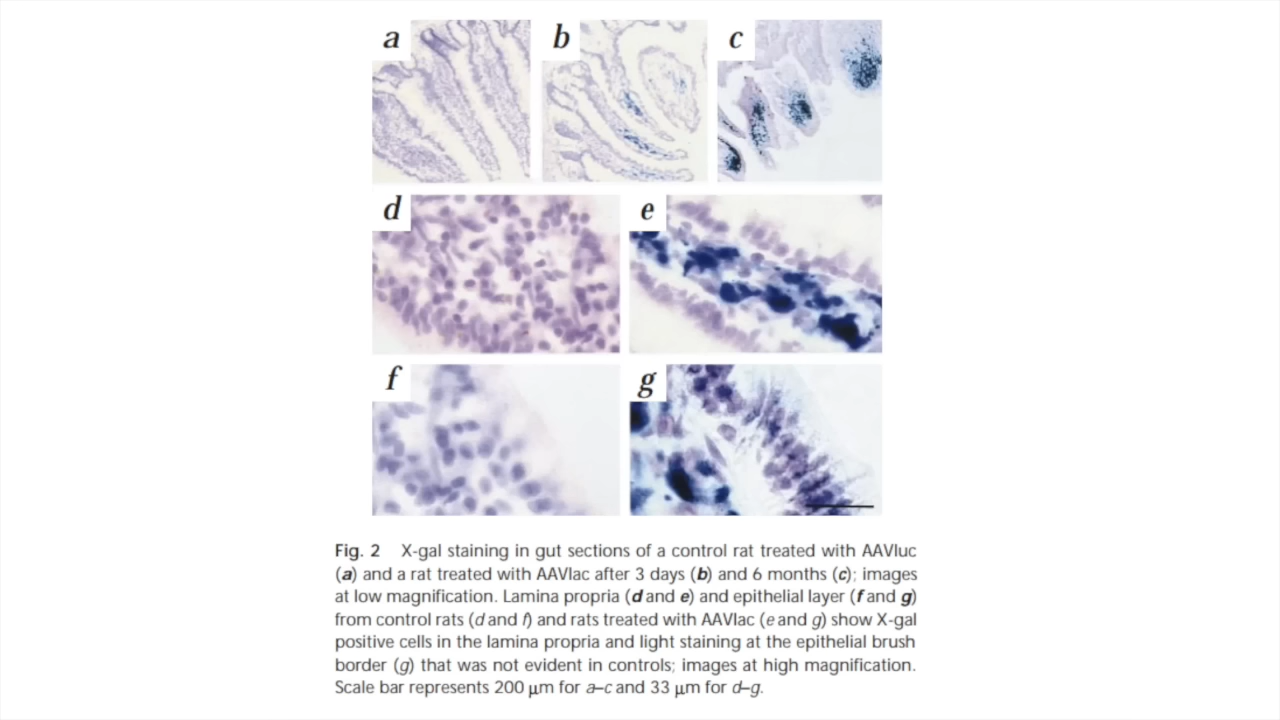 a
b
c
d
e
f
g
Fig. 2 X-gal staining in gut sections of a control rat treated with AAVluc
(a) and a rat treated with AAVlac after 3 days (b) and 6 months (c); images
at low magnification. Lamina propria (d and e) and epithelial layer (f and g)
from control rats (d and f) and rats treated with AAVlac (e and g) show X-gal
positive cells in the lamina propria and light staining at the epithelial brush
border (g) that was not evident in controls; images at high magnification.
Scale bar represents 200 μm for a–c and 33 μm for d–g.